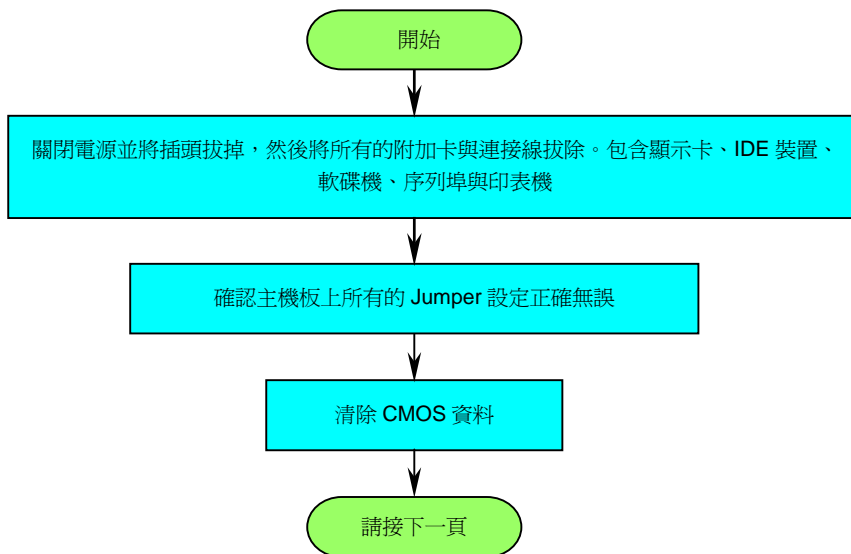 開始
關閉電源並將插頭拔掉，然後將所有的附加卡與連接線拔除。包含顯示卡、IDE 裝置、
軟碟機、序列埠與印表機
確認主機板上所有的 Jumper 設定正確無誤
清除 CMOS 資料
請接下一頁